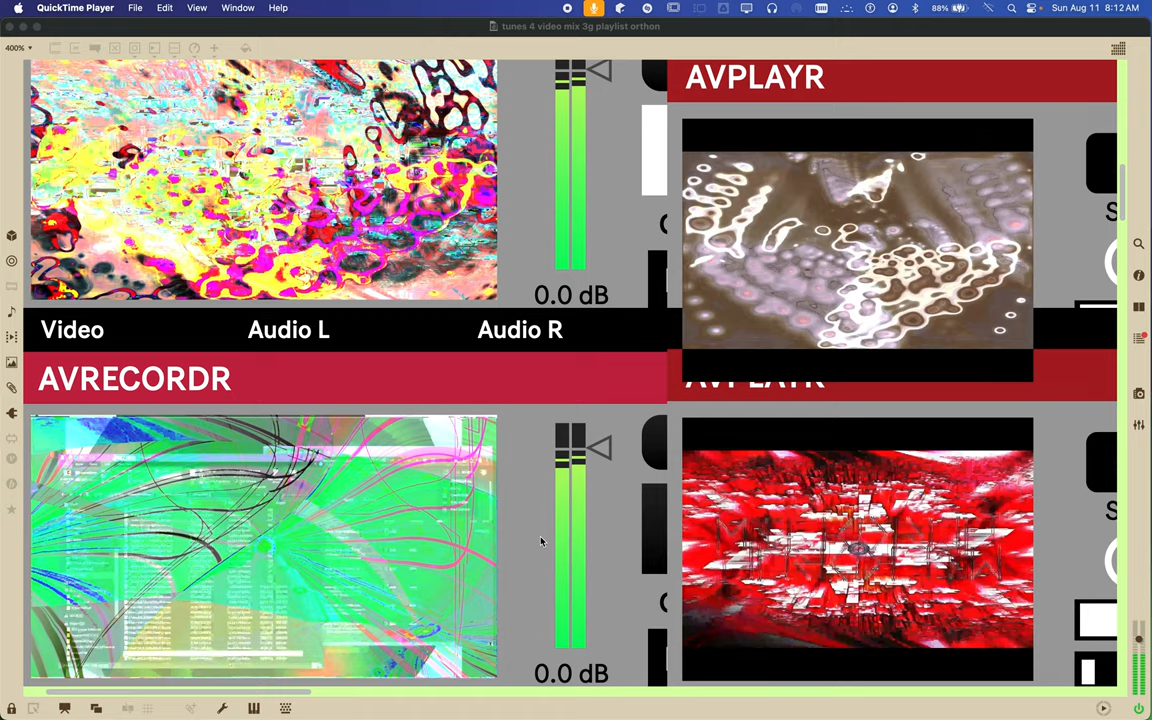 QuickTime Player File Edit View Window Help 88% Sun Aug 11 8:12 AM
tunes 4 video mix 3g playlist orthon
400%
AVPLAYR
S
0.0 dB
Video Audio L Audio R
AVRECORDR
AVPLAYR
S
0.0 dB